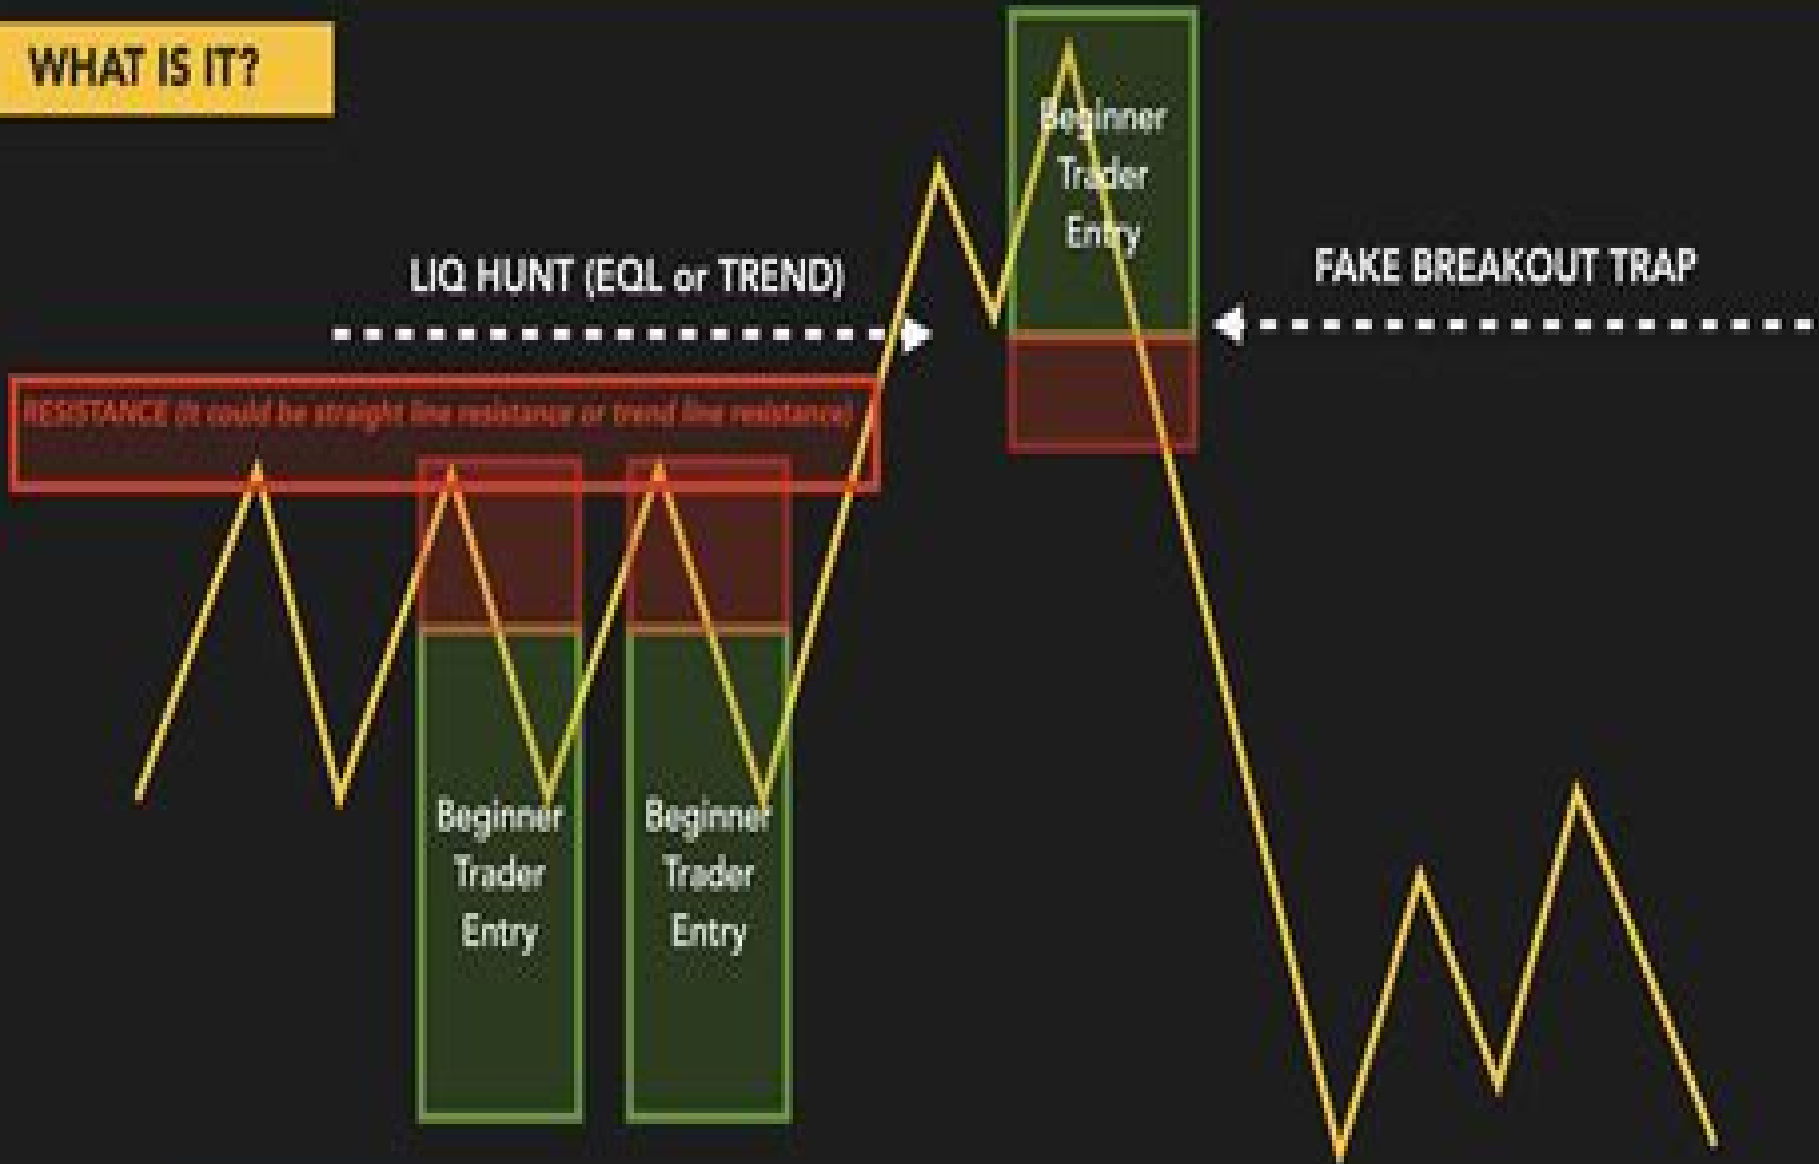 WHAT IS IT?
Beginner
Trader
Entry
LIQ HUNT (EQL or TREND)
FAKE BREAKOUT TRAP
RESISTANCE (It could be straight line resistance or trend line resistance)
Beginner
Trader
Entry
Beginner
Trader
Entry